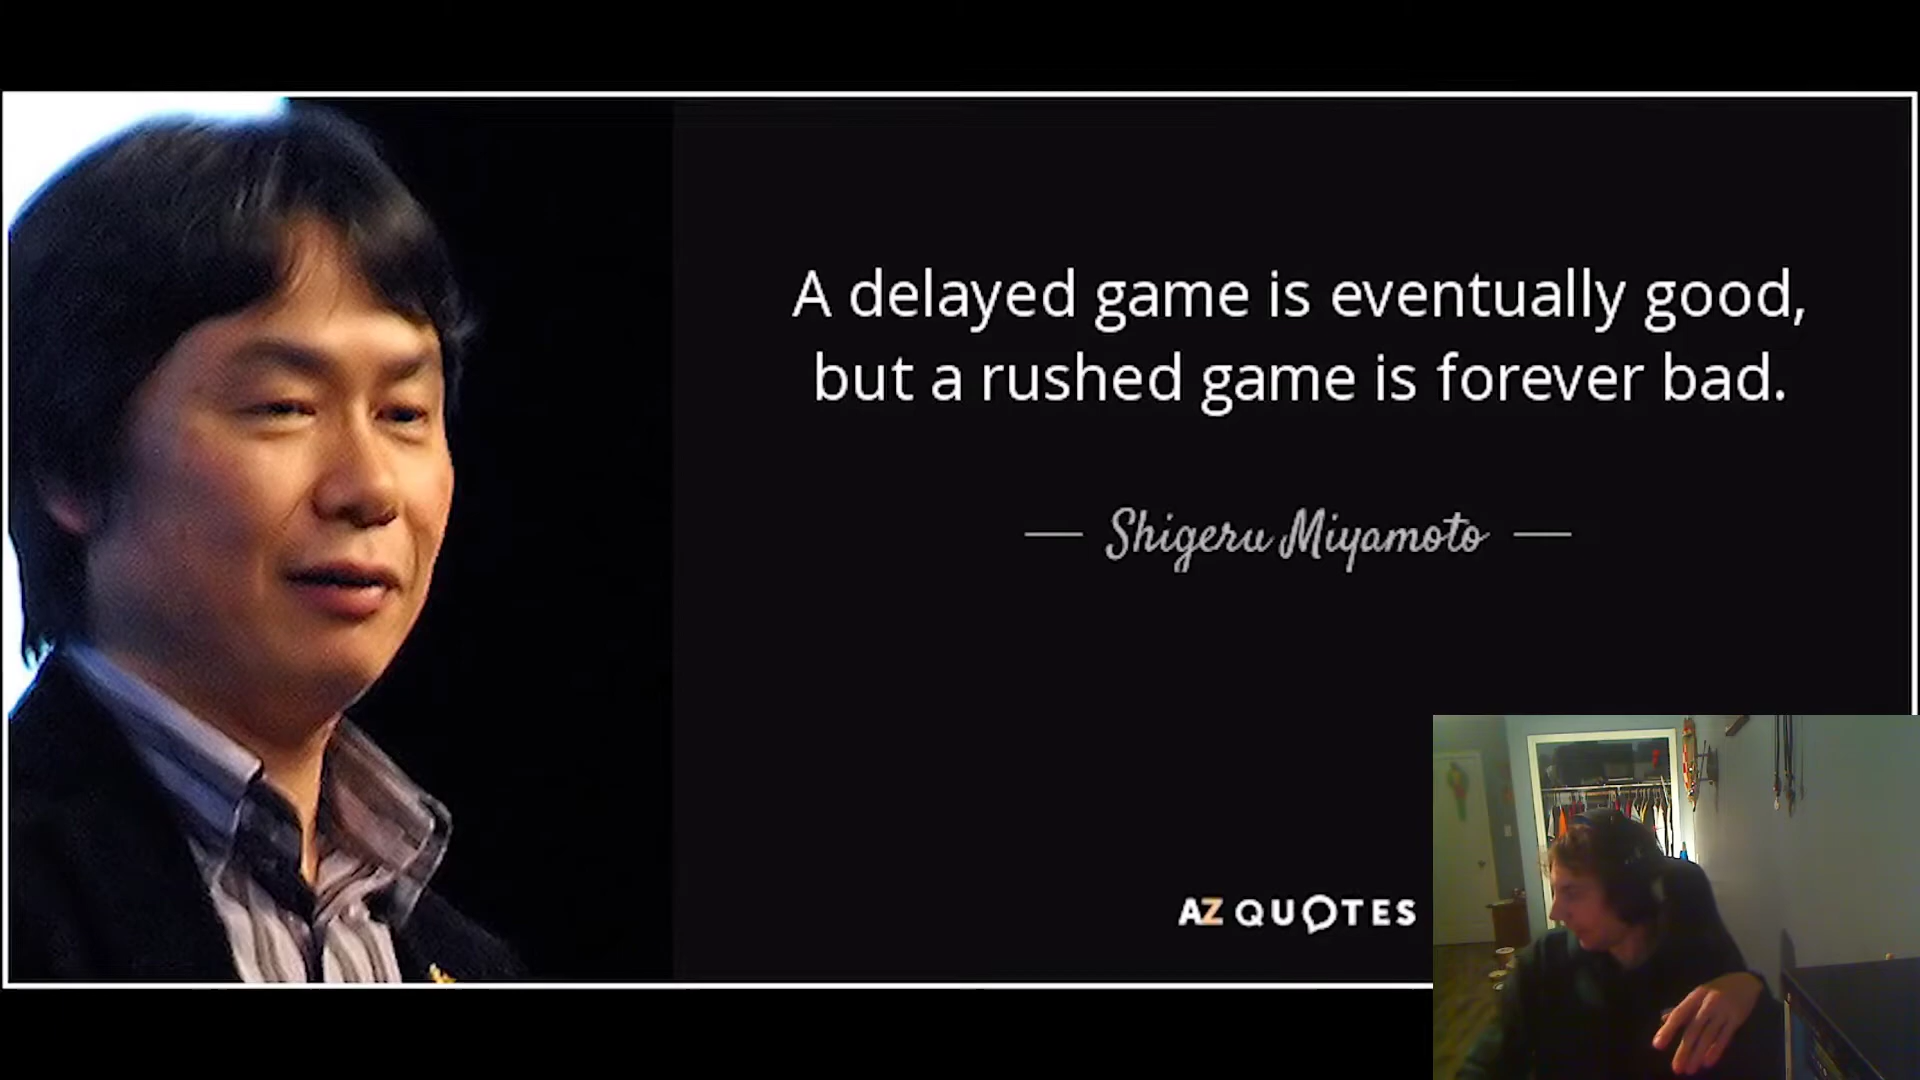 A delayed game is eventually good,
but a rushed game is forever bad.
— Shigeru Miyamoto —
AZ QUOTES